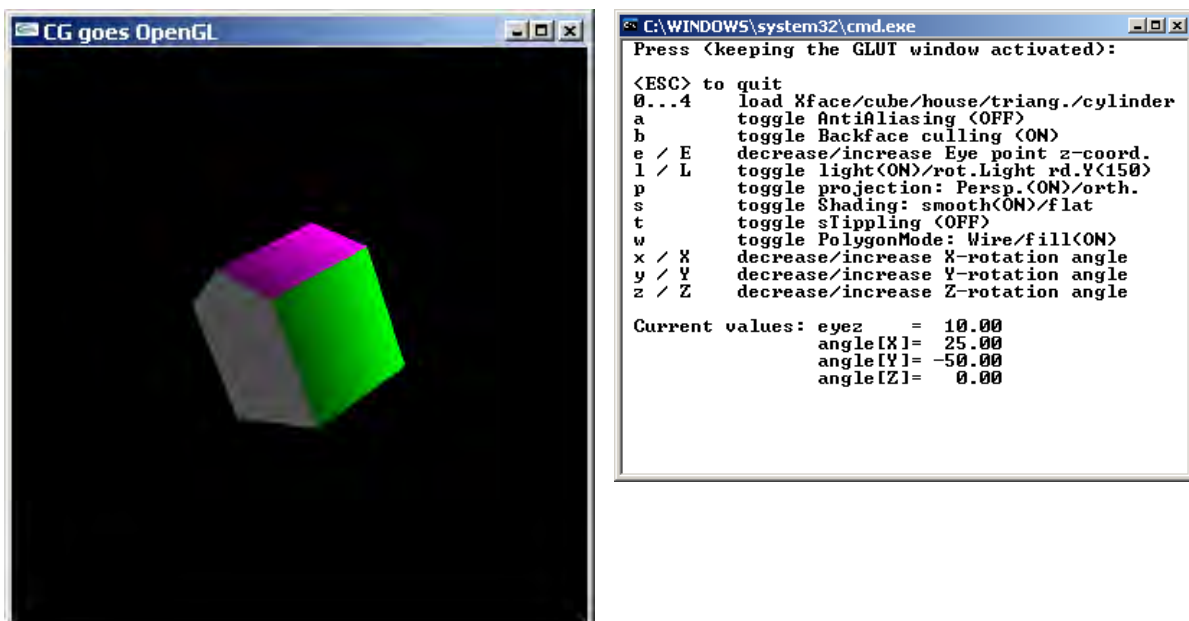 CG goes OpenGL
C:\WINDOWS\system32\cmd.exe
Press (keeping the GLUT window activated):
<ESC> to quit
0...4 load Xface/cube/house/triang./cylinder
a toggle AntiAliasing (OFF)
b toggle Backface culling (ON)
e / E decrease/increase Eye point z-coord.
l / L toggle light(ON)/rot.Light rd.Y(150)
p toggle projection: Persp.(ON)/orth.
s toggle Shading: smooth(ON)/flat
t toggle sTippling (OFF)
w toggle PolygonMode: Wire/fill(ON)
x / X decrease/increase X-rotation angle
y / Y decrease/increase Y-rotation angle
z / Z decrease/increase Z-rotation angle
Current values: eyez = 10.00
angle[X]= 25.00
angle[Y]= -50.00
angle[Z]= 0.00